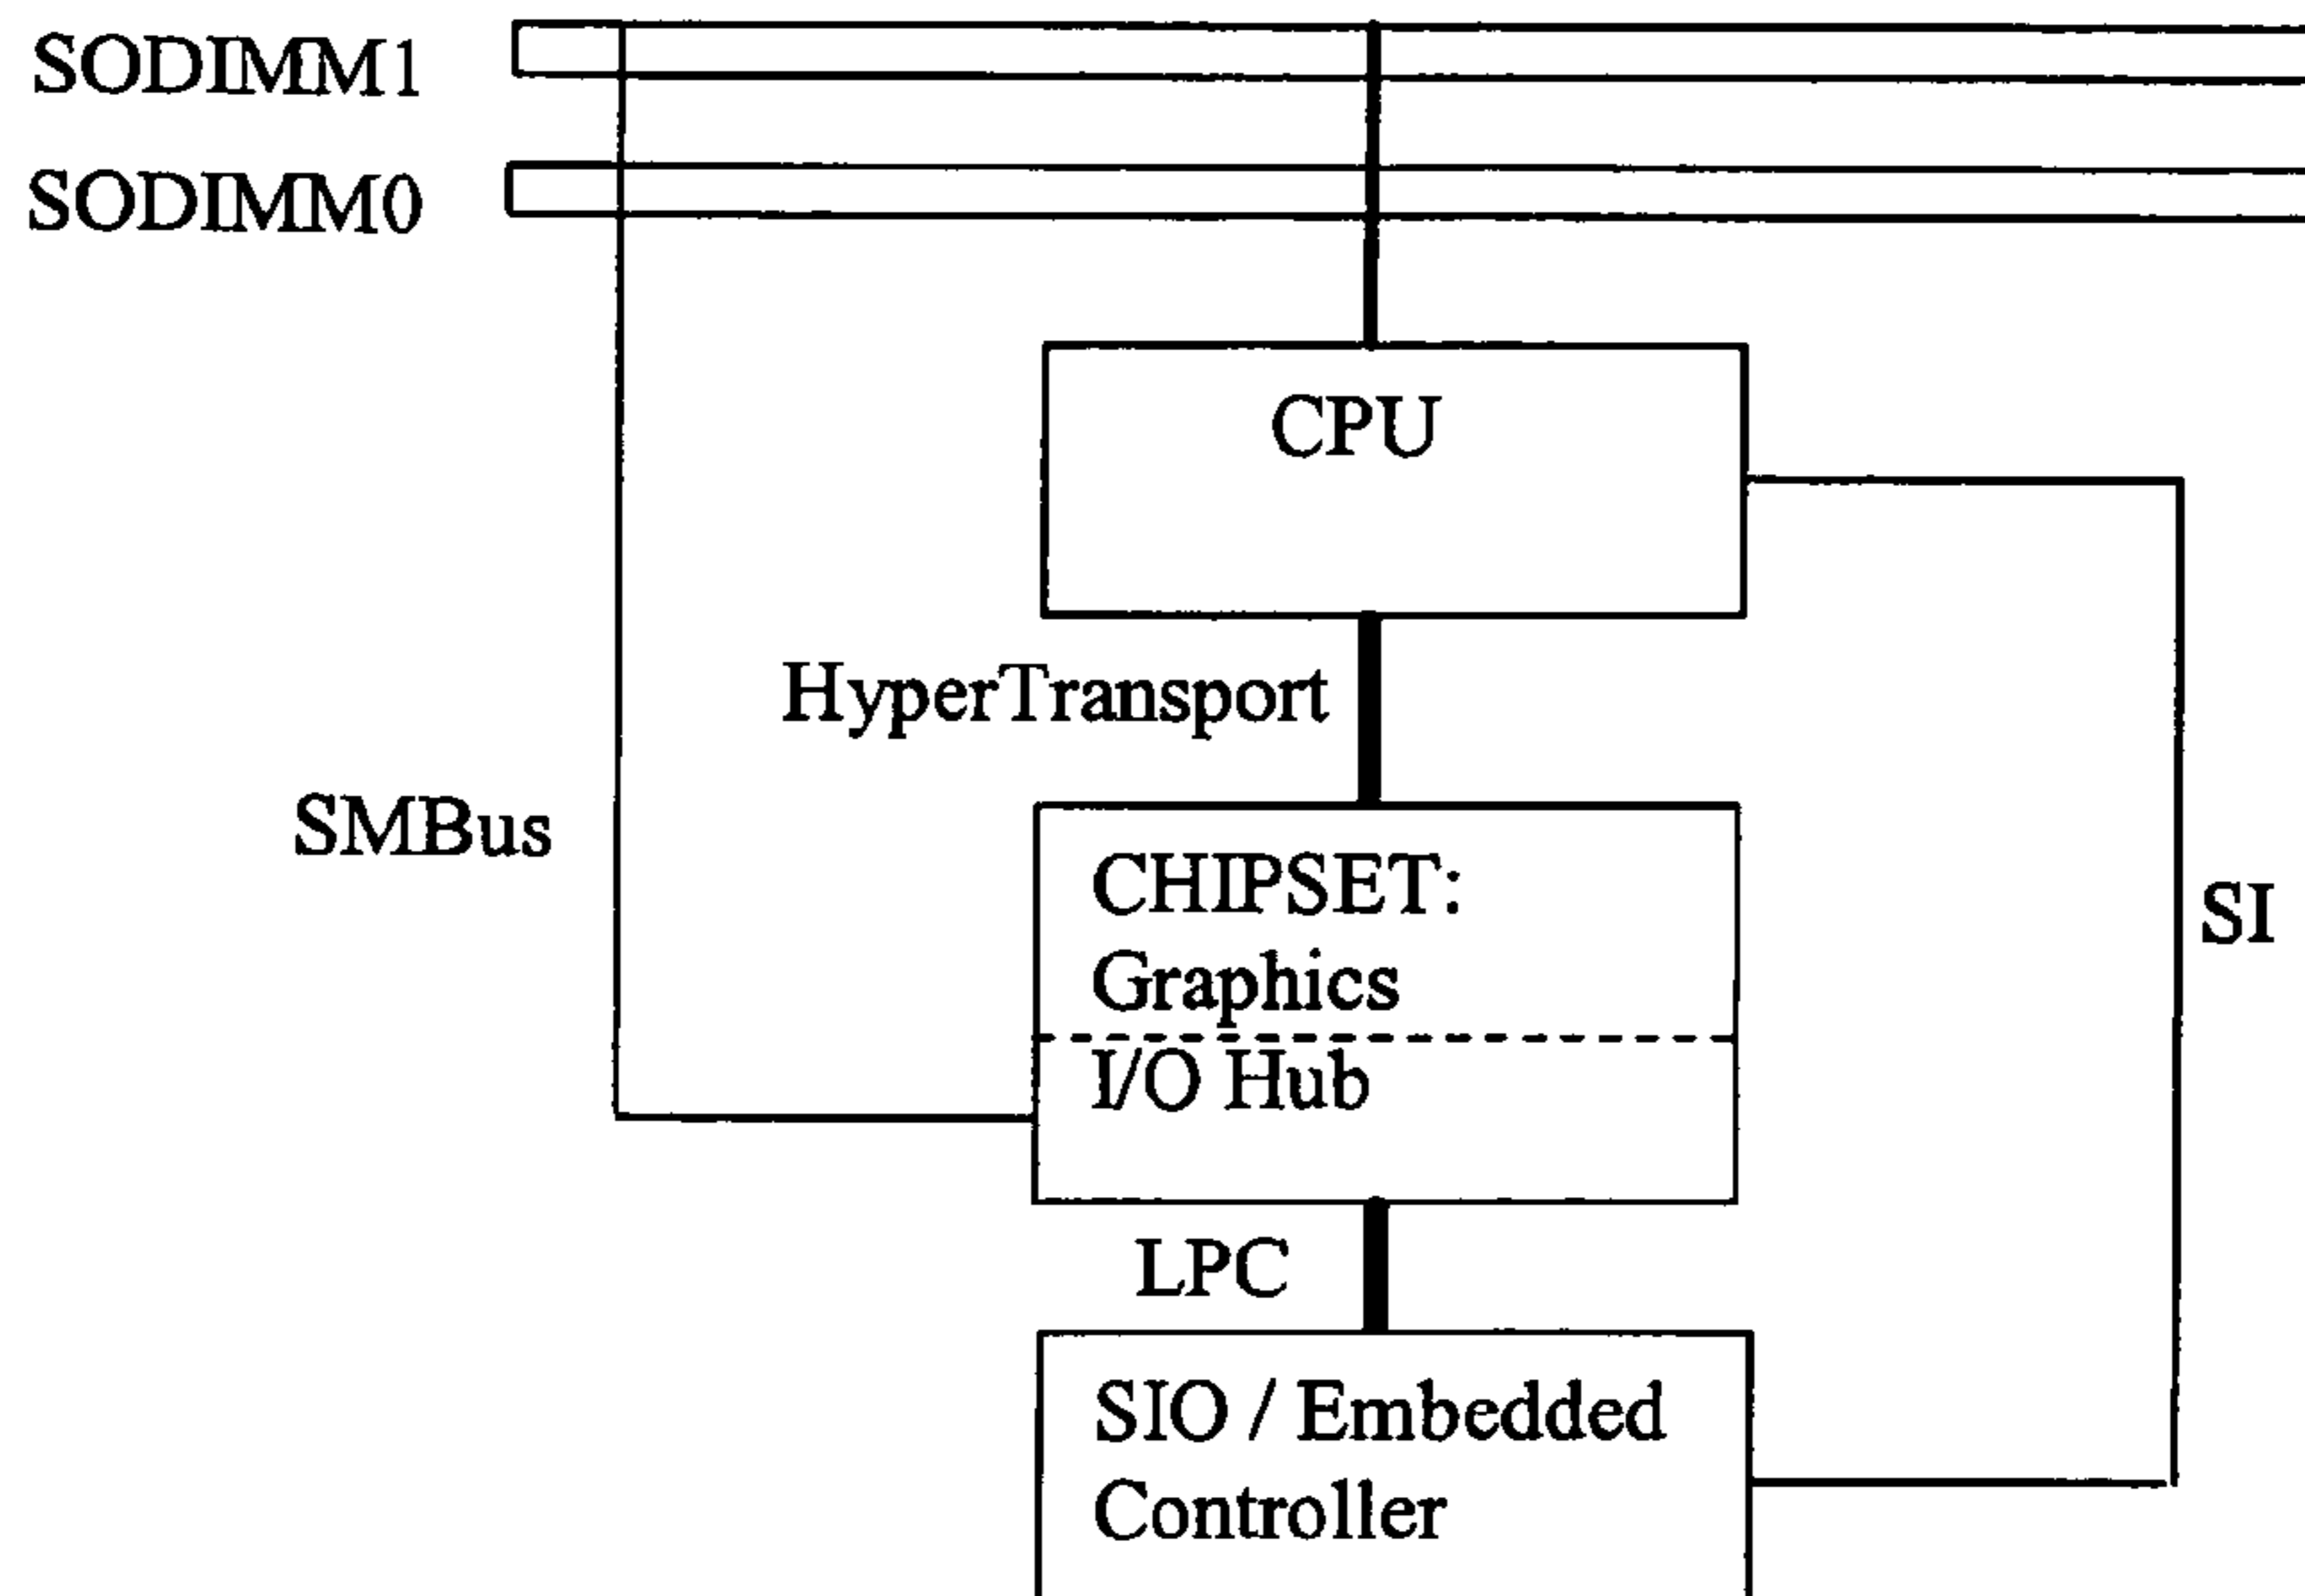 SODIMM1
SODIMM0
CPU
HyperTransport
SMBus
CHIPSET:
Graphics
I/O Hub
SI
LPC
SIO / Embedded
Controller